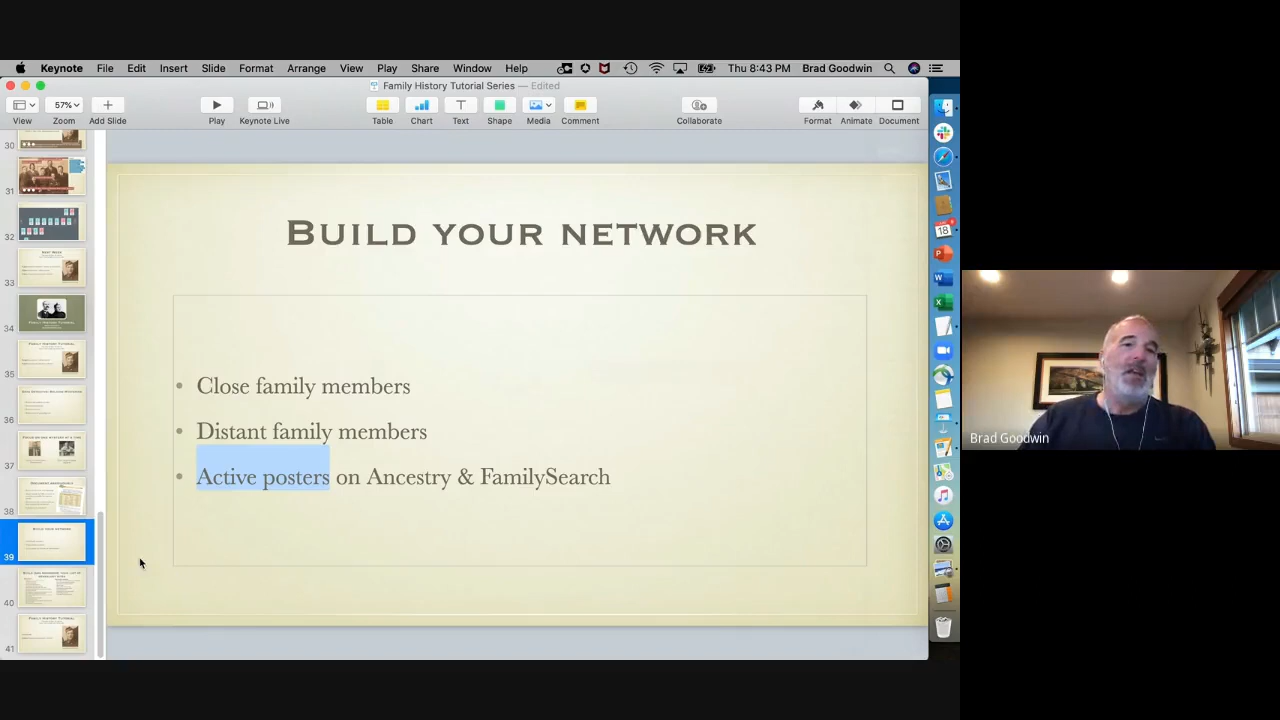 Keynote File Edit Insert Slide Format Arrange View Play Share Window Help Thu 8:43 PM Brad Goodwin
Family History Tutorial Series — Edited
57%
View Zoom Add Slide Play Keynote Live Table Chart Text Shape Media Comment Collaborate Format Animate Document
30
31
32
33
34
35
36
37
38
39
40
41
BUILD YOUR NETWORK
• Close family members
• Distant family members
• Active posters on Ancestry & FamilySearch
18
Brad Goodwin